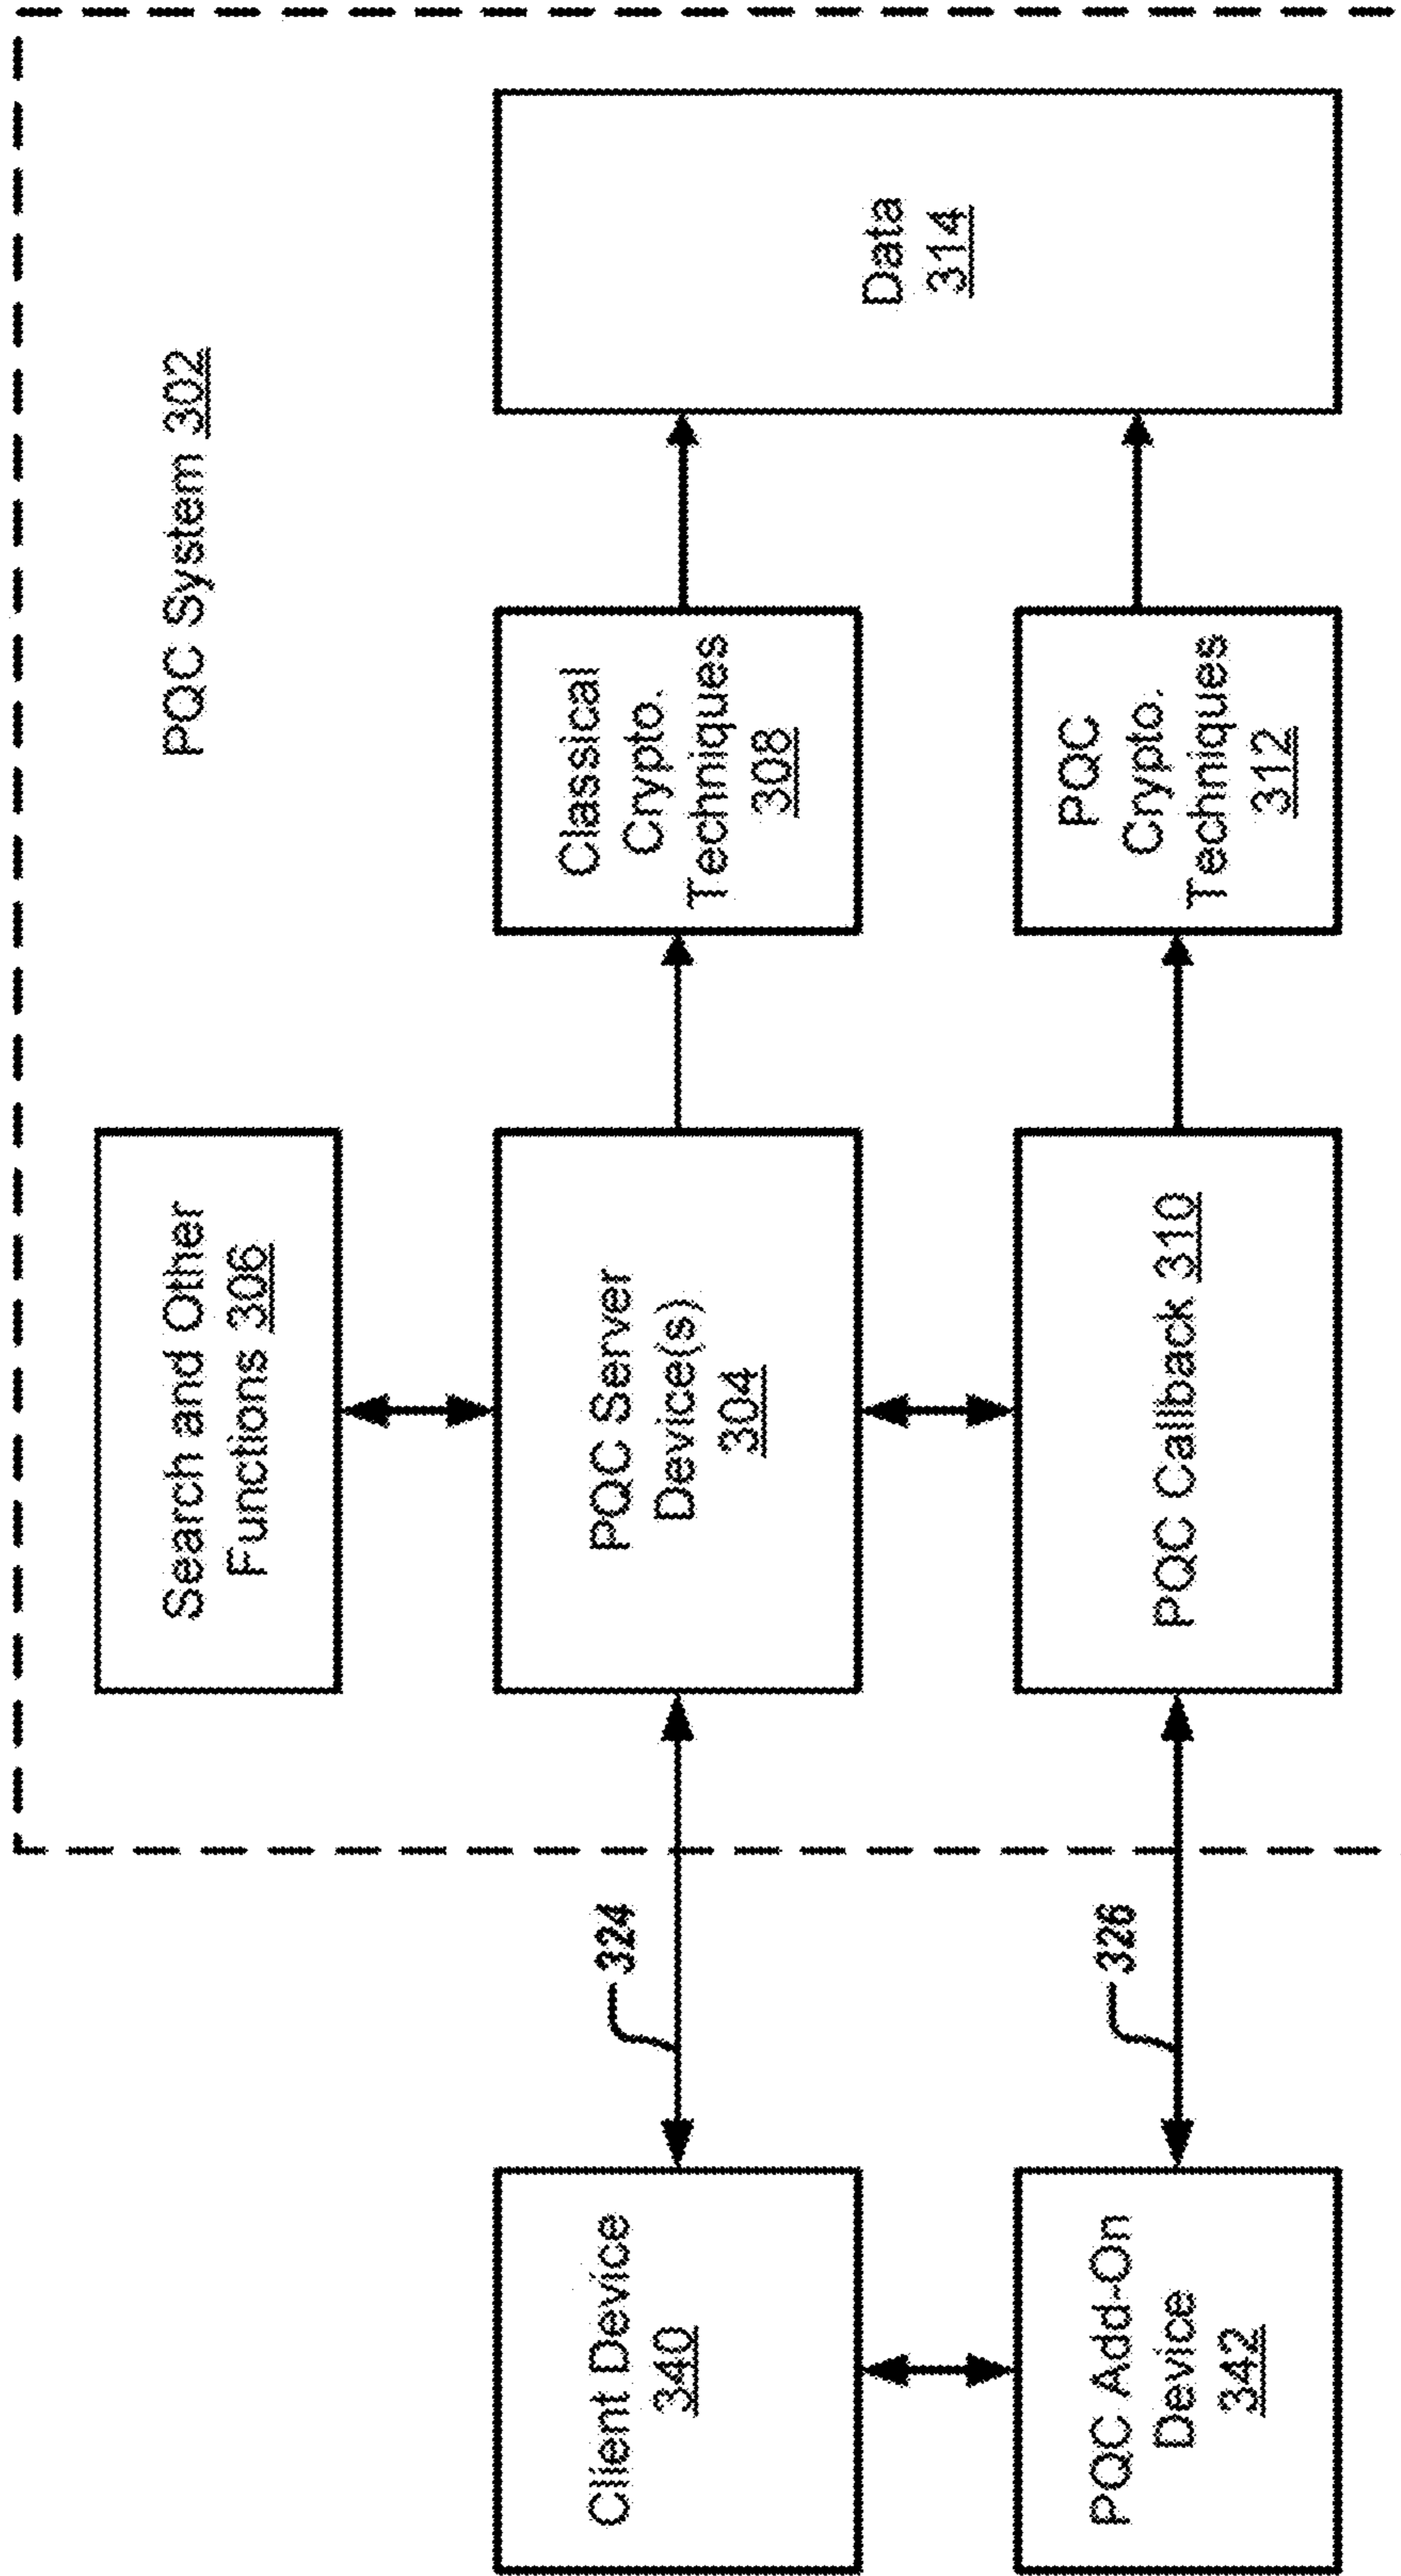 PQC System 302
Search and Other
Functions 306
Client Device
340
324
PQC Server
Device(s)
304
Classical
Crypto.
Techniques
308
Data
314
PQC Add-On
Device
342
326
PQC Callback 310
PQC
Crypto.
Techniques
312